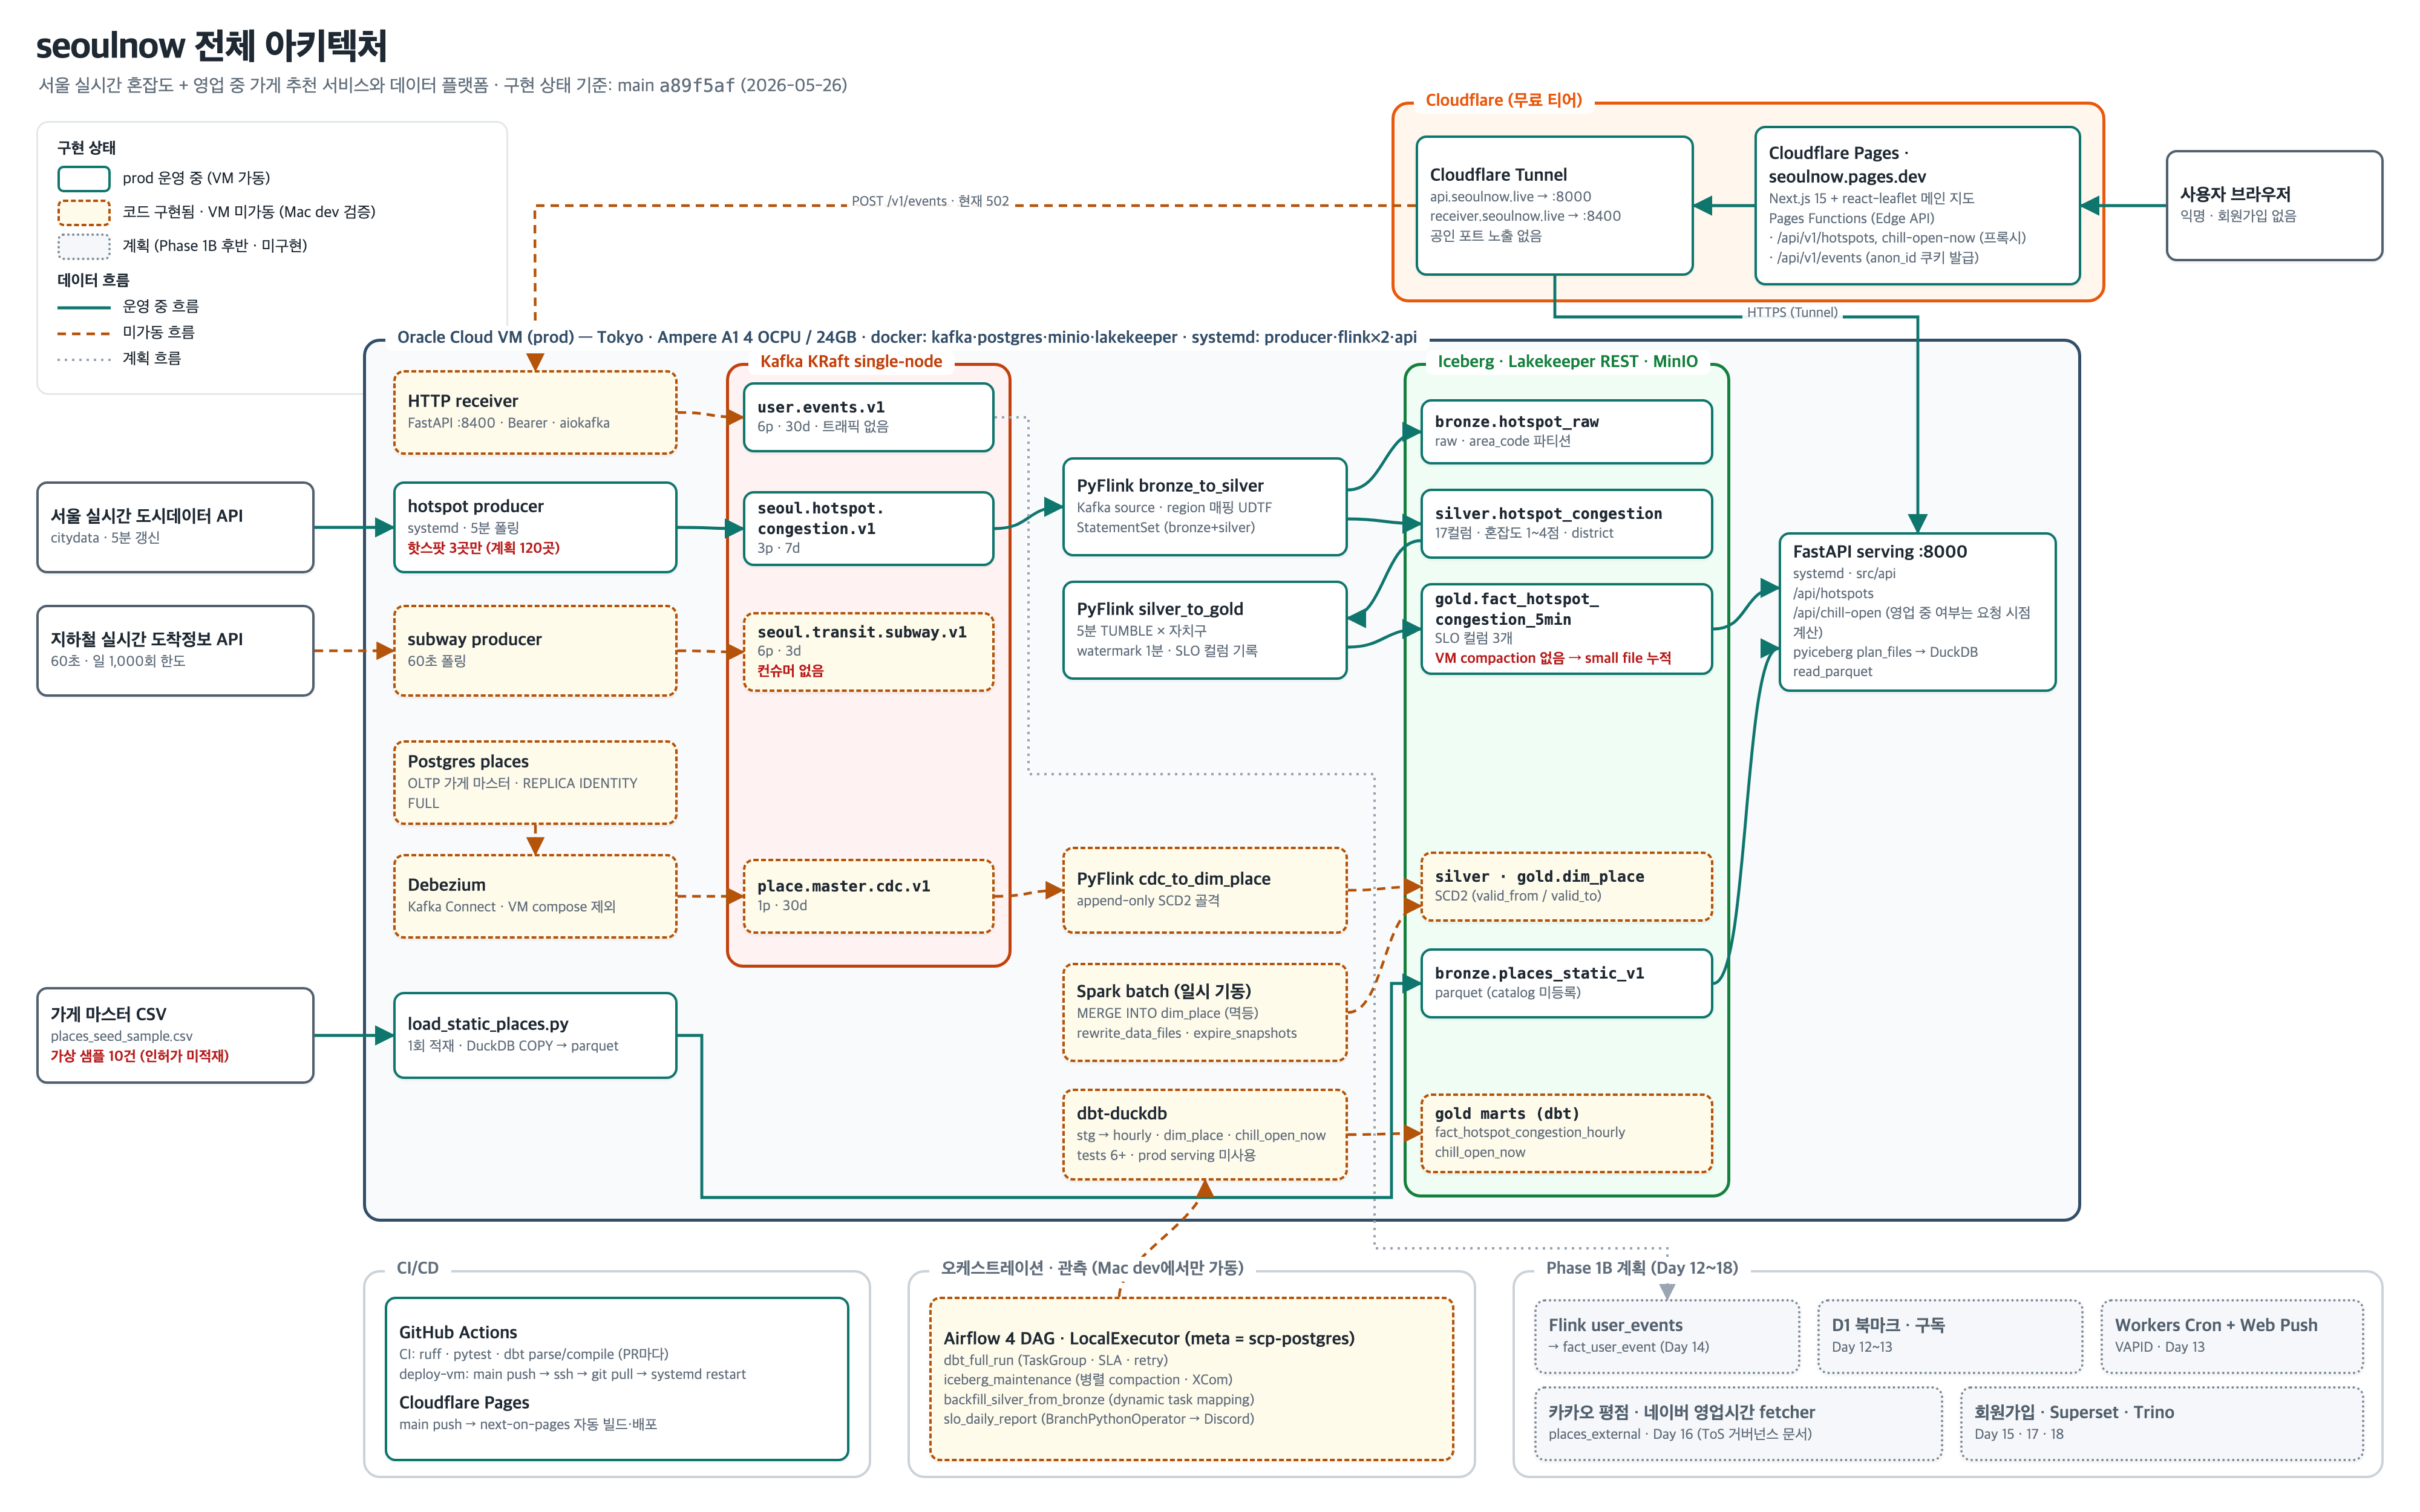 seoulnow 전체 아키텍처
서울 실시간 혼잡도 + 영업 중 가게 추천 서비스와 데이터 플랫폼 · 구현 상태 기준: main a89f5af (2026-05-26)
구현 상태
prod 운영 중 (VM 가동)
코드 구현됨 · VM 미가동 (Mac dev 검증)
계획 (Phase 1B 후반 · 미구현)
데이터 흐름
운영 중 흐름
미가동 흐름
계획 흐름
POST /v1/events · 현재 502
Cloudflare (무료 티어)
Cloudflare Tunnel
api.seoulnow.live → :8000
receiver.seoulnow.live → :8400
공인 포트 노출 없음
Cloudflare Pages ·
seoulnow.pages.dev
Next.js 15 + react-leaflet 메인 지도
Pages Functions (Edge API)
· /api/v1/hotspots, chill-open-now (프록시)
· /api/v1/events (anon_id 쿠키 발급)
사용자 브라우저
익명 · 회원가입 없음
HTTPS (Tunnel)
Oracle Cloud VM (prod) — Tokyo · Ampere A1 4 OCPU / 24GB · docker: kafka·postgres·minio·lakekeeper · systemd: producer·flink×2·api
서울 실시간 도시데이터 API
citydata · 5분 갱신
지하철 실시간 도착정보 API
60초 · 일 1,000회 한도
가게 마스터 CSV
places_seed_sample.csv
가상 샘플 10건 (인허가 미적재)
HTTP receiver
FastAPI :8400 · Bearer · aiokafka
hotspot producer
systemd · 5분 폴링
핫스팟 3곳만 (계획 120곳)
subway producer
60초 폴링
Postgres places
OLTP 가게 마스터 · REPLICA IDENTITY
FULL
Debezium
Kafka Connect · VM compose 제외
load_static_places.py
1회 적재 · DuckDB COPY → parquet
Kafka KRaft single-node
user.events.v1
6p · 30d · 트래픽 없음
seoul.hotspot.
congestion.v1
3p · 7d
seoul.transit.subway.v1
6p · 3d
컨슈머 없음
place.master.cdc.v1
1p · 30d
PyFlink bronze_to_silver
Kafka source · region 매핑 UDTF
StatementSet (bronze+silver)
PyFlink silver_to_gold
5분 TUMBLE × 자치구
watermark 1분 · SLO 컬럼 기록
PyFlink cdc_to_dim_place
append-only SCD2 골격
Spark batch (일시 기동)
MERGE INTO dim_place (멱등)
rewrite_data_files · expire_snapshots
dbt-duckdb
stg → hourly · dim_place · chill_open_now
tests 6+ · prod serving 미사용
Iceberg · Lakekeeper REST · MinIO
bronze.hotspot_raw
raw · area_code 파티션
silver.hotspot_congestion
17컬럼 · 혼잡도 1~4점 · district
gold.fact_hotspot_
congestion_5min
SLO 컬럼 3개
VM compaction 없음 → small file 누적
silver · gold.dim_place
SCD2 (valid_from / valid_to)
bronze.places_static_v1
parquet (catalog 미등록)
gold marts (dbt)
fact_hotspot_congestion_hourly
chill_open_now
FastAPI serving :8000
systemd · src/api
/api/hotspots
/api/chill-open (영업 중 여부는 요청 시점
계산)
pyiceberg plan_files → DuckDB
read_parquet
CI/CD
GitHub Actions
CI: ruff · pytest · dbt parse/compile (PR마다)
deploy-vm: main push → ssh → git pull → systemd restart
Cloudflare Pages
main push → next-on-pages 자동 빌드·배포
오케스트레이션 · 관측 (Mac dev에서만 가동)
Airflow 4 DAG · LocalExecutor (meta = scp-postgres)
dbt_full_run (TaskGroup · SLA · retry)
iceberg_maintenance (병렬 compaction · XCom)
backfill_silver_from_bronze (dynamic task mapping)
slo_daily_report (BranchPythonOperator → Discord)
Phase 1B 계획 (Day 12~18)
Flink user_events
→ fact_user_event (Day 14)
D1 북마크 · 구독
Day 12~13
Workers Cron + Web Push
VAPID · Day 13
카카오 평점 · 네이버 영업시간 fetcher
places_external · Day 16 (ToS 거버넌스 문서)
회원가입 · Superset · Trino
Day 15 · 17 · 18